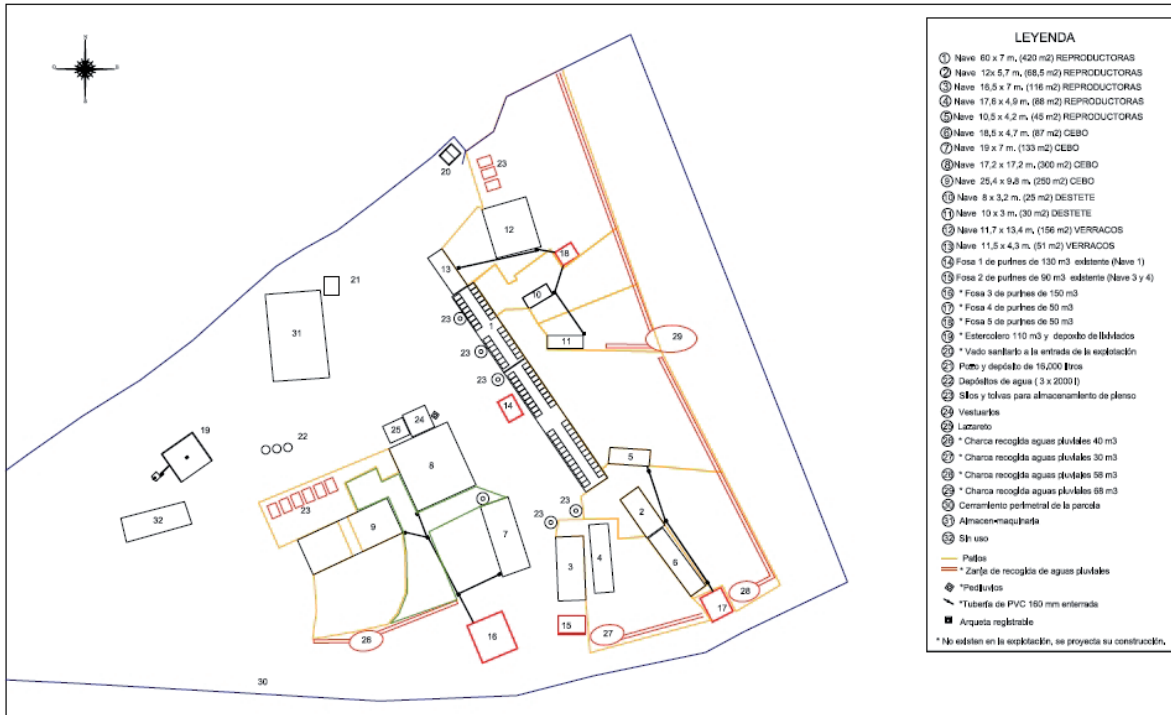 20
23
12
18
13
21
10
31
23
1
11
29
23
23
14
24
25
19
22
8
5
23
23
23
32
9
7
2
3
4
6
28
17
15
27
26
16
30
LEYENDA
1 Nave 60 x 7 m. (420 m2) REPRODUCTORAS
2 Nave 12x 5,7 m. (68,5 m2) REPRODUCTORAS
3 Nave 16,5 x 7 m. (116 m2) REPRODUCTORAS
4 Nave 17,6 x 4,9 m. (88 m2) REPRODUCTORAS
5 Nave 10,5 x 4,2 m. (45 m2) REPRODUCTORAS
6 Nave 18,5 x 4,7 m. (87 m2) CEBO
7 Nave 19 x 7 m. (133 m2) CEBO
8 Nave 17,2 x 17,2 m. (300 m2) CEBO
9 Nave 25,4 x 9,8 m. (250 m2) CEBO
10 Nave 8 x 3,2 m. (25 m2) DESTETE
11 Nave 10 x 3 m. (30 m2) DESTETE
12 Nave 11,7 x 13,4 m. (156 m2) VERRACOS
13 Nave 11,5 x 4,3 m. (51 m2) VERRACOS
14 Fosa 1 de purines de 130 m3 existente (Nave 1)
15 Fosa 2 de purines de 90 m3 existente (Nave 3 y 4)
16 * Fosa 3 de purines de 150 m3
17 * Fosa 4 de purines de 50 m3
18 * Fosa 5 de purines de 50 m3
19 * Estercolero 110 m3 y deposito de lixiviados
20 * Vado sanitario a la entrada de la explotación
21 Pozo y depósito de 16,000 litros
22 Depósitos de agua ( 3 x 2000 l)
23 Silos y tolvas para almacenamiento de pienso
24 Vestuarios
25 Lazareto
26 * Charca recogida aguas pluviales 40 m3
27 * Charca recogida aguas pluviales 30 m3
28 * Charca recogida aguas pluviales 58 m3
29 * Charca recogida aguas pluviales 68 m3
30 Cerramiento perimetral de la parcela
31 Almacen-maquinaria
32 Sin uso
Patios
* Zanja de recogida de aguas pluviales
*Pediluvios
*Tubería de PVC 160 mm enterrada
Arqueta registrable
* No existen en la explotación, se proyecta su construcción.